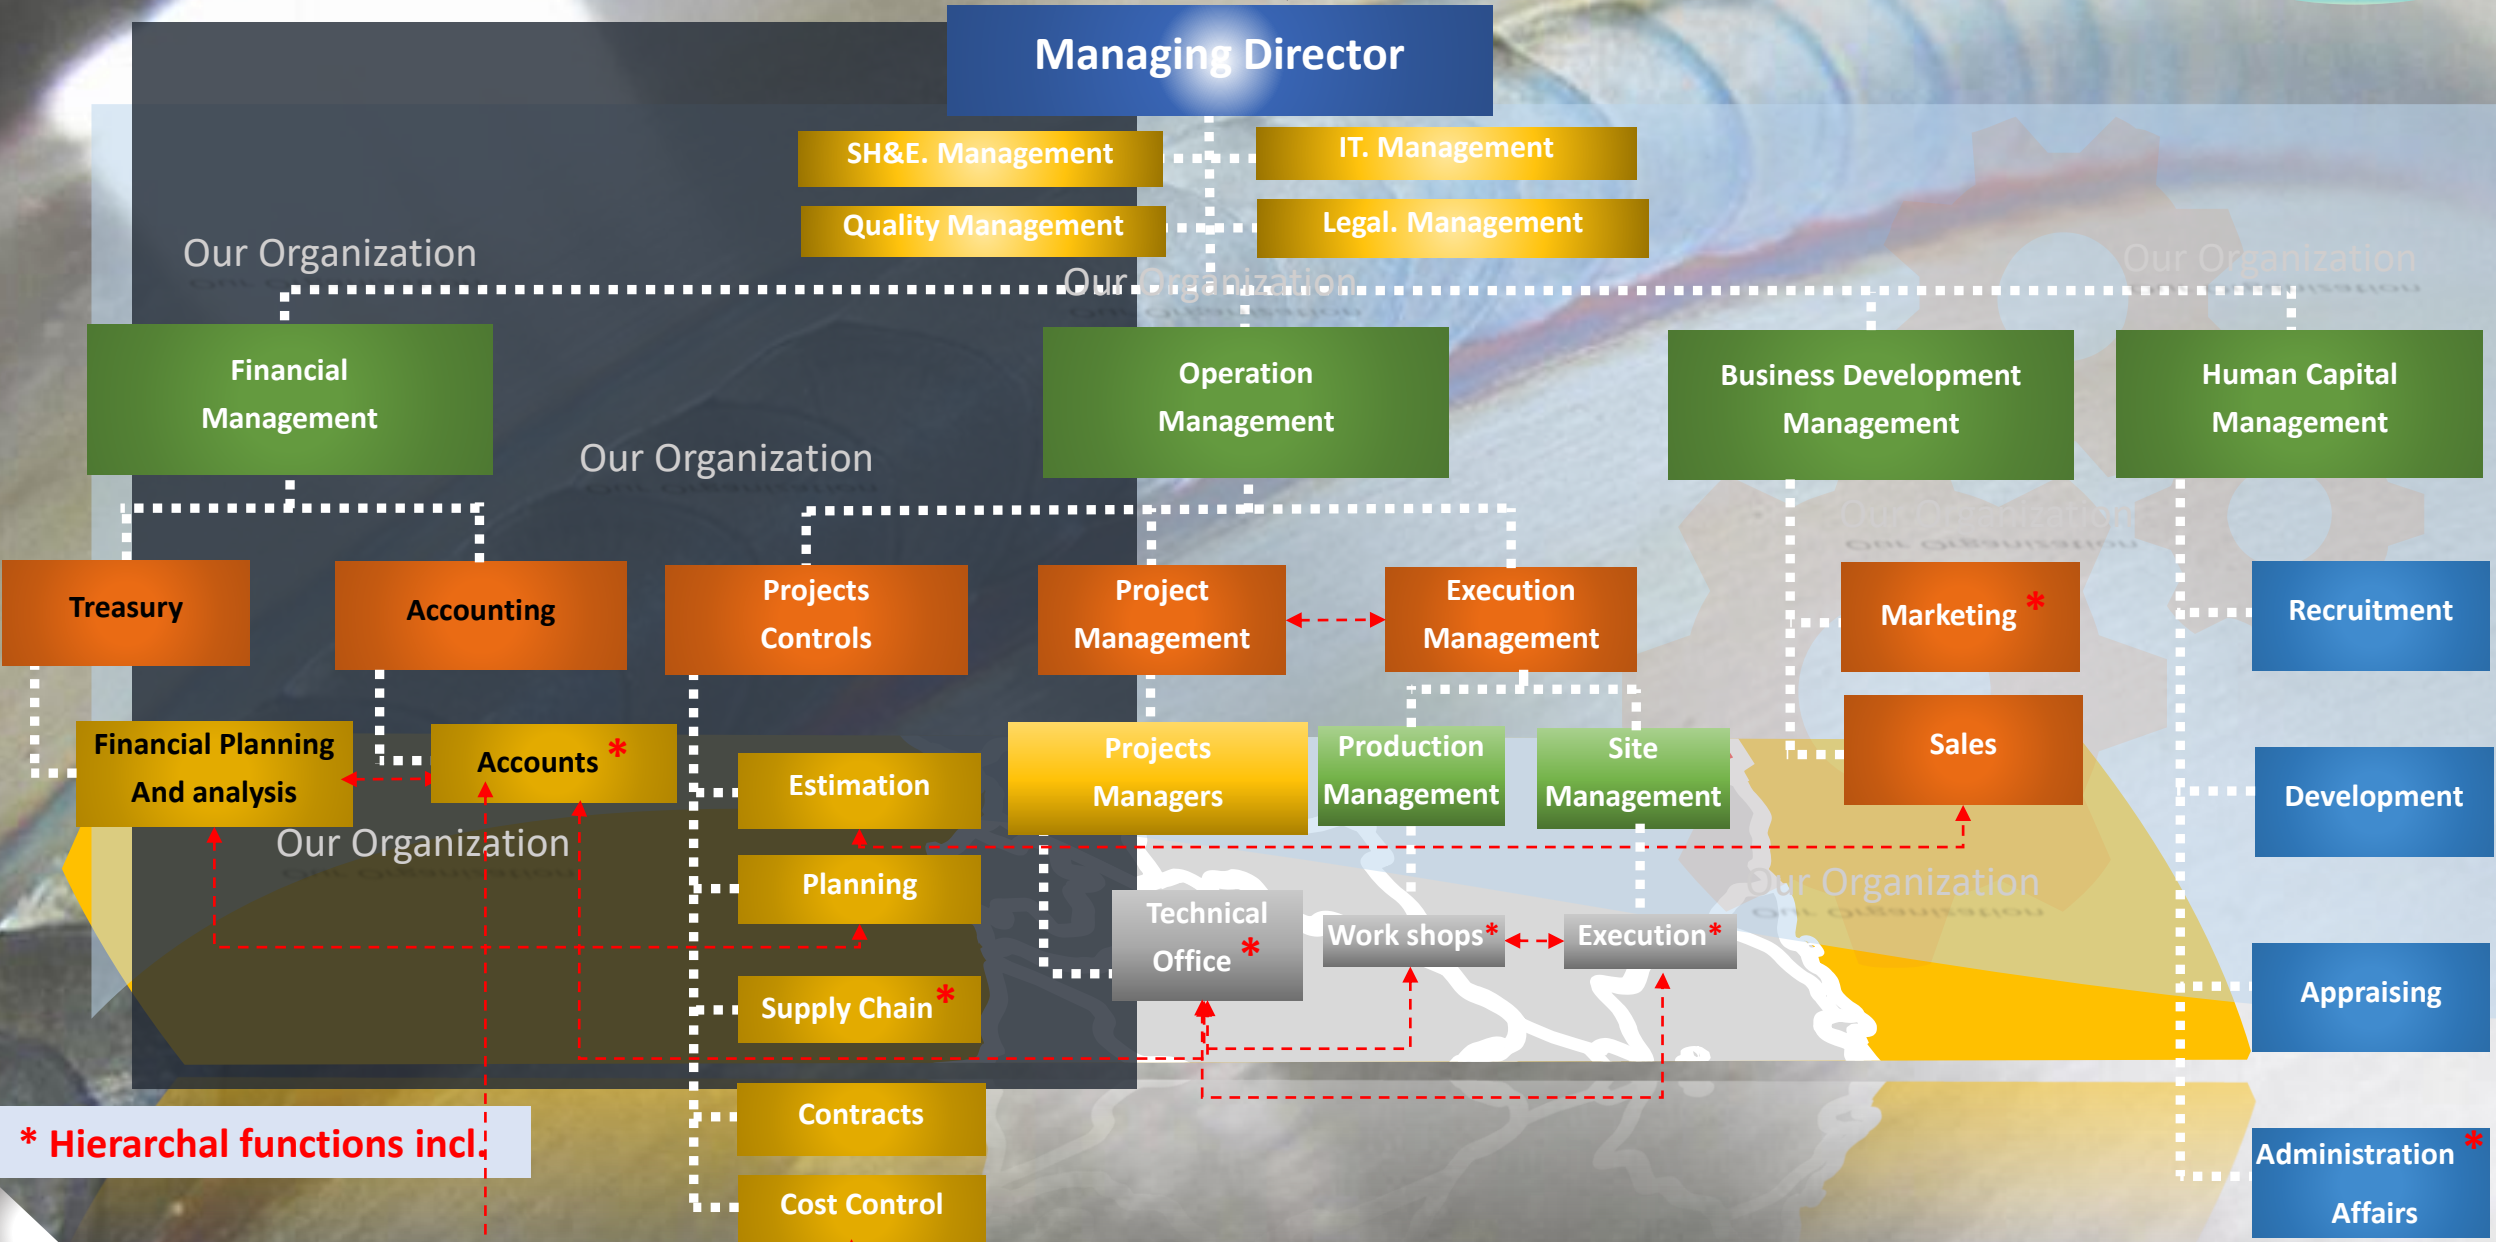 Managing Director
SH&E. Management
IT. Management
Quality Management
Legal. Management
Our Organization
Our Organization
Our Organization
Financial
Management
Operation
Management
Business Development
Management
Human Capital
Management
Our Organization
Our Organization
Treasury
Accounting
Projects
Controls
Project
Management
Execution
Management
Marketing *
Recruitment
Financial Planning
And analysis
Accounts *
Estimation
Projects
Managers
Production
Management
Site
Management
Sales
Development
Our Organization
Planning
Technical
Office *
Work shops*
Execution*
Our Organization
Supply Chain*
Appraising
Contracts
* Hierarchal functions incl.
Cost Control
Administration *
Affairs